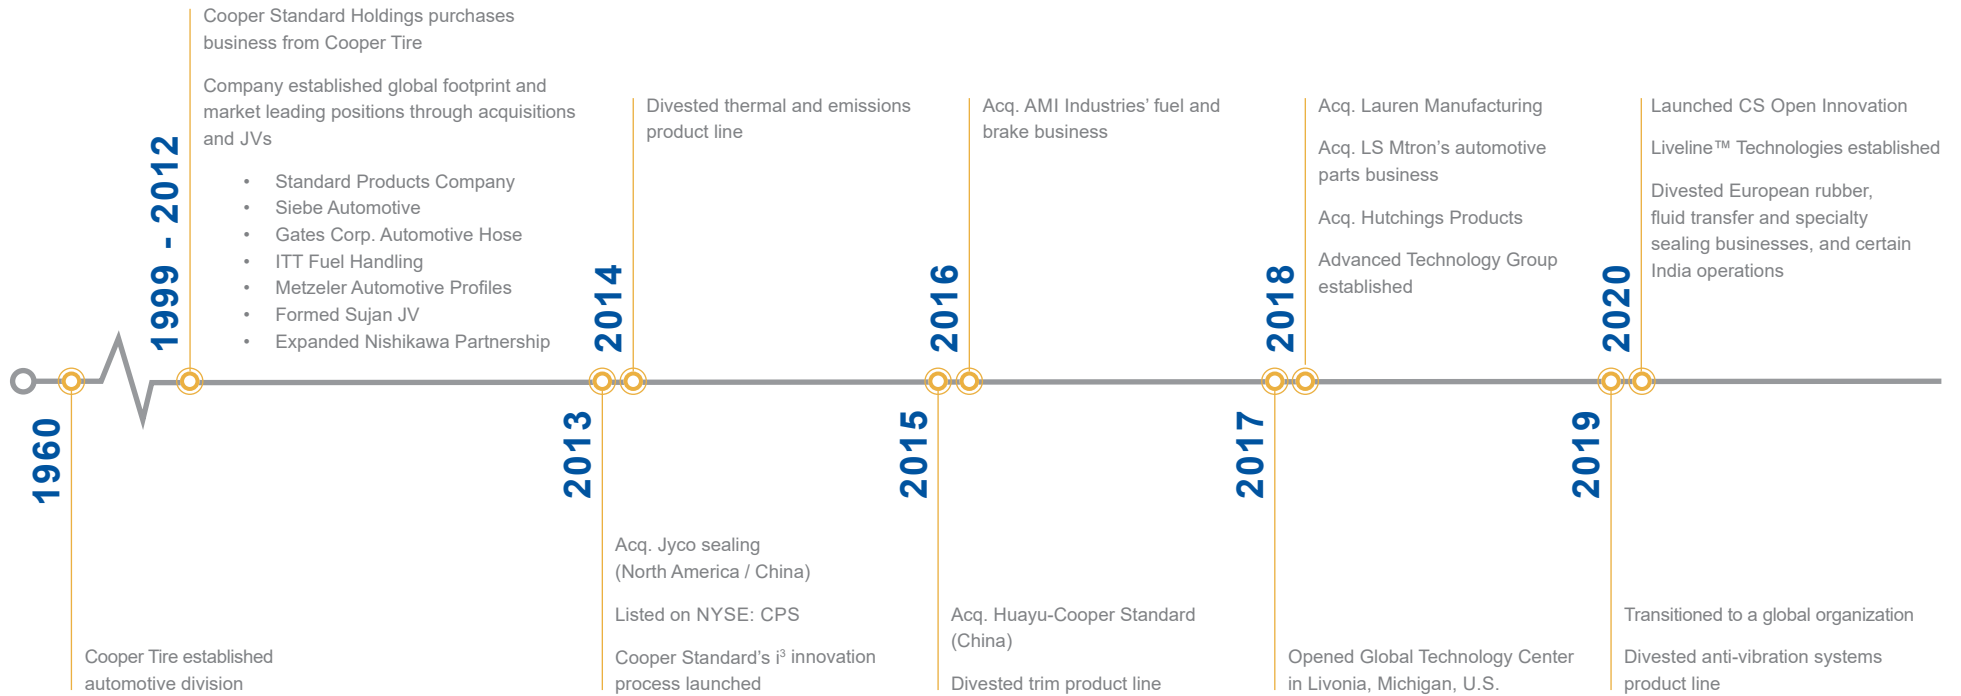 1960
Cooper Tire established
automotive division
1999 - 2012
Cooper Standard Holdings purchases
business from Cooper Tire
Company established global footprint and
market leading positions through acquisitions
and JVs
• Standard Products Company
• Siebe Automotive
• Gates Corp. Automotive Hose
• ITT Fuel Handling
• Metzeler Automotive Profiles
• Formed Sujan JV
• Expanded Nishikawa Partnership
2013
Acq. Jyco sealing
(North America / China)
Listed on NYSE: CPS
Cooper Standard's i³ innovation
process launched
2014
Divested thermal and emissions
product line
2015
Acq. Huayu-Cooper Standard
(China)
Divested trim product line
2016
Acq. AMI Industries' fuel and
brake business
2017
Opened Global Technology Center
in Livonia, Michigan, U.S.
2018
Acq. Lauren Manufacturing
Acq. LS Mtron's automotive
parts business
Acq. Hutchings Products
Advanced Technology Group
established
2019
Transitioned to a global organization
Divested anti-vibration systems
product line
2020
Launched CS Open Innovation
Liveline™ Technologies established
Divested European rubber,
fluid transfer and specialty
sealing businesses, and certain
India operations